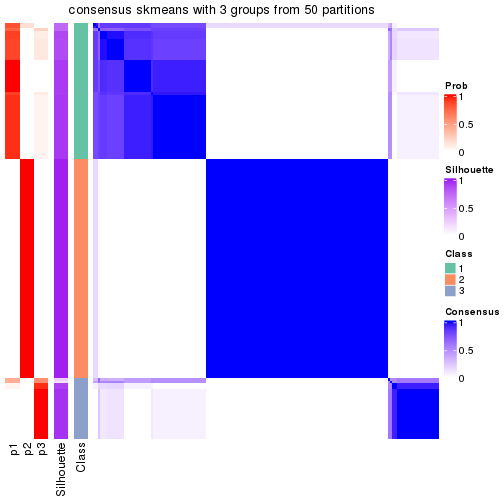 consensus skmeans with 3 groups from 50 partitions
Prob
1
0.5
0
Silhouette
1
0.5
0
Class
1
2
3
Consensus
1
0.5
0
p1
p2
p3
Silhouette
Class